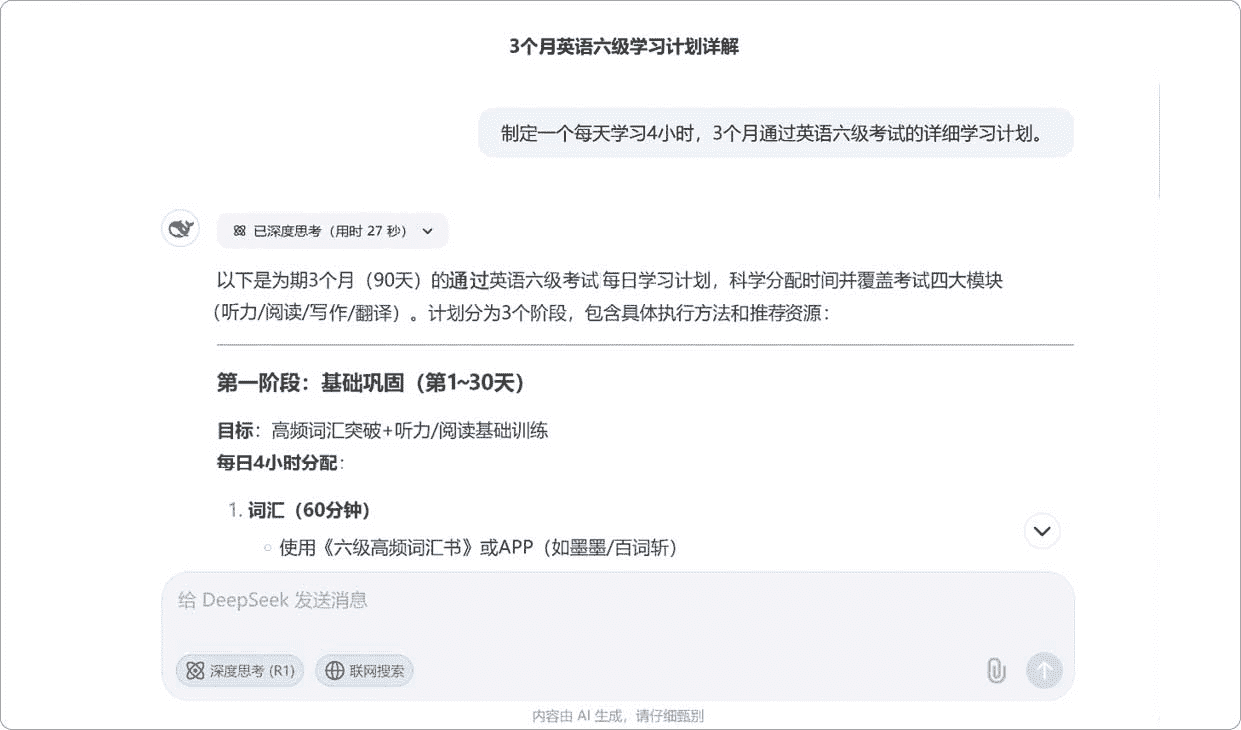 3个月英语六级学习计划详解
制定一个每天学习4小时，3个月通过英语六级考试的详细学习计划。
已深度思考（用时 27 秒）
以下是为期3个月（90天）的通过英语六级考试 每日学习计划，科学分配时间并覆盖考试四大模块
（听力/阅读/写作/翻译）。计划分为3个阶段，包含具体执行方法和推荐资源：
第一阶段：基础巩固（第1~30天）
目标：高频词汇突破+听力/阅读基础训练
每日4小时分配：
1. 词汇（60分钟）
○ 使用《六级高频词汇书》或APP（如墨墨/百词斩）
给 DeepSeek 发送消息
深度思考 (R1) 联网搜索
内容由 AI 生成，请仔细甄别